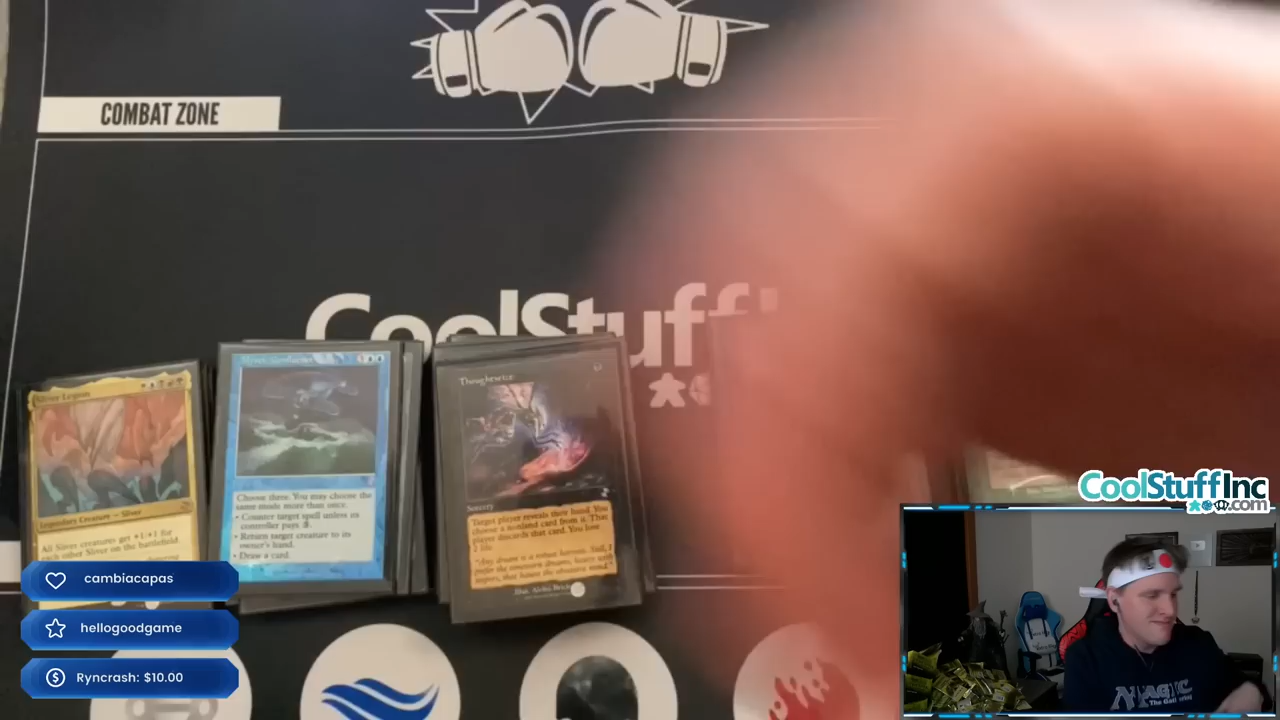 COMBAT ZONE
CoolStuff
Sliver Legion
Legendary Creature — Sliver
All Sliver creatures get +1/+1 for
each other Sliver on the battlefield.
Choose three. You may choose the
same mode more than once.
• Counter target spell unless its
controller pays 3.
• Return target creature to its
owner's hand.
• Draw a card.
Thoughtseize
Sorcery
Target player reveals their hand. You
choose a nonland card from it. That
player discards that card. You lose
2 life.
CoolStuffInc
.com
cambiacapas
hellogoodgame
Ryncrash: $10.00
MAGIC
The Gathering